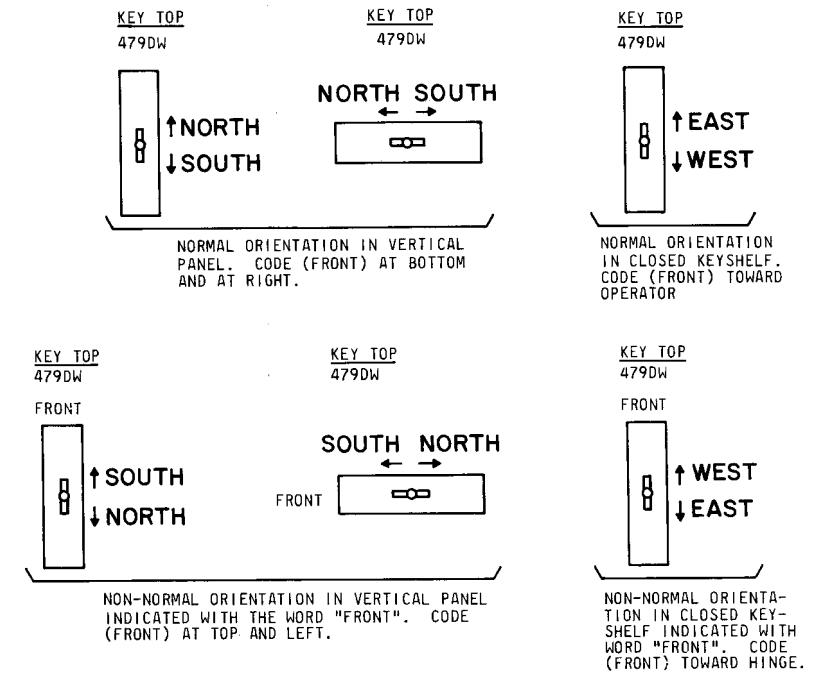 KEY TOP
479DW
↑NORTH
↓SOUTH
KEY TOP
479DW
NORTH SOUTH
← →
NORMAL ORIENTATION IN VERTICAL
PANEL. CODE (FRONT) AT BOTTOM
AND AT RIGHT.
KEY TOP
479DW
↑EAST
↓WEST
NORMAL ORIENTATION
IN CLOSED KEYSHELF.
CODE (FRONT) TOWARD
OPERATOR
KEY TOP
479DW
FRONT
↑SOUTH
↓NORTH
KEY TOP
479DW
SOUTH NORTH
← →
FRONT
NON-NORMAL ORIENTATION IN VERTICAL PANEL
INDICATED WITH THE WORD "FRONT". CODE
(FRONT) AT TOP AND LEFT.
KEY TOP
479DW
FRONT
↑WEST
↓EAST
NON-NORMAL ORIENTA-
TION IN CLOSED KEY-
SHELF INDICATED WITH
WORD "FRONT". CODE
(FRONT) TOWARD HINGE.